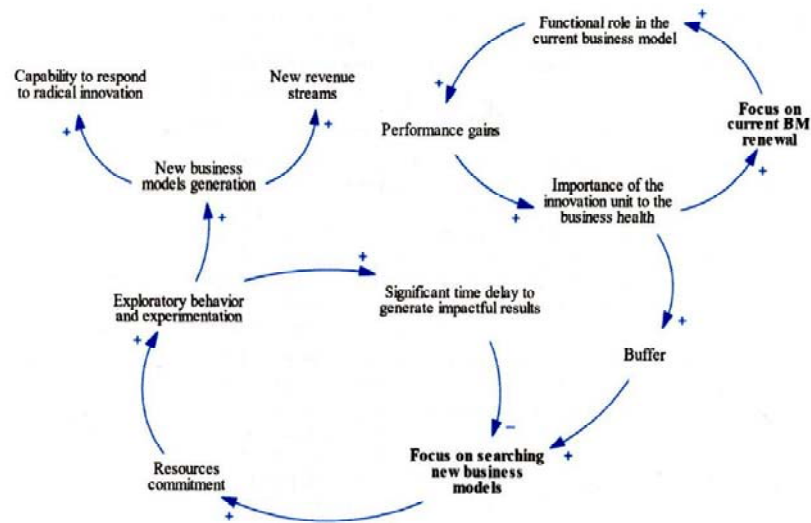 Functional role in the
current business model
Capability to respond
to radical innovation
New revenue
streams
Focus on
current BM
renewal
Performance gains
New business
models generation
Importance of the
innovation unit to the
business health
Exploratory behavior
and experimentation
Significant time delay to
generate impactful results
Buffer
Focus on searching
new business
models
Resources
commitment
+
+
+
+
+
+
+
+
+
+
+
+
+
−